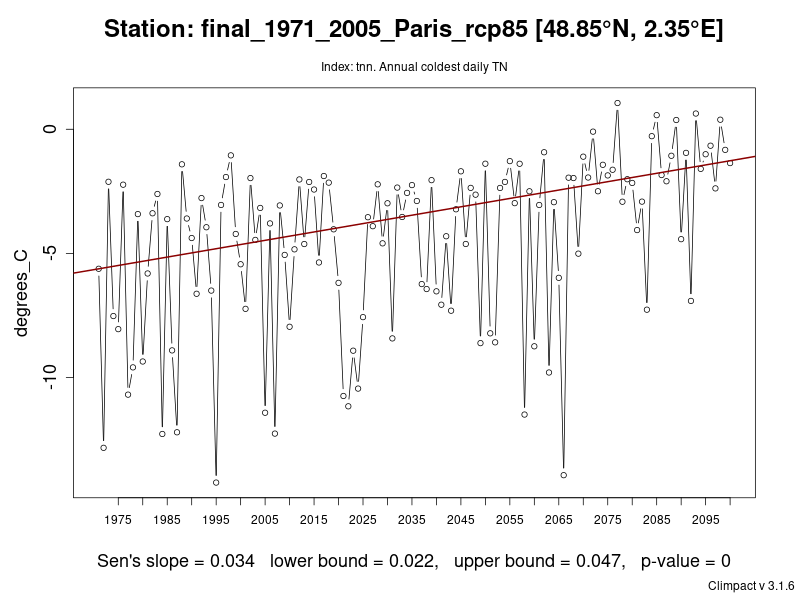 Station: final_1971_2005_Paris_rcp85 [48.85°N, 2.35°E]
Index: tnn. Annual coldest daily TN
degrees_C
0
-5
-10
1975 1985 1995 2005 2015 2025 2035 2045 2055 2065 2075 2085 2095
Sen's slope = 0.034 lower bound = 0.022, upper bound = 0.047, p-value = 0
Climpact v 3.1.6